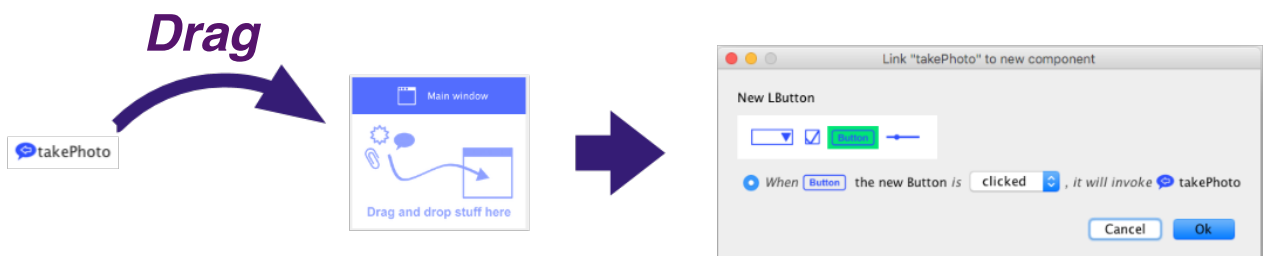 Drag
takePhoto
Main window
Drag and drop stuff here
Link "takePhoto" to new component
New LButton
Button
When Button the new Button is clicked , it will invoke takePhoto
Cancel Ok